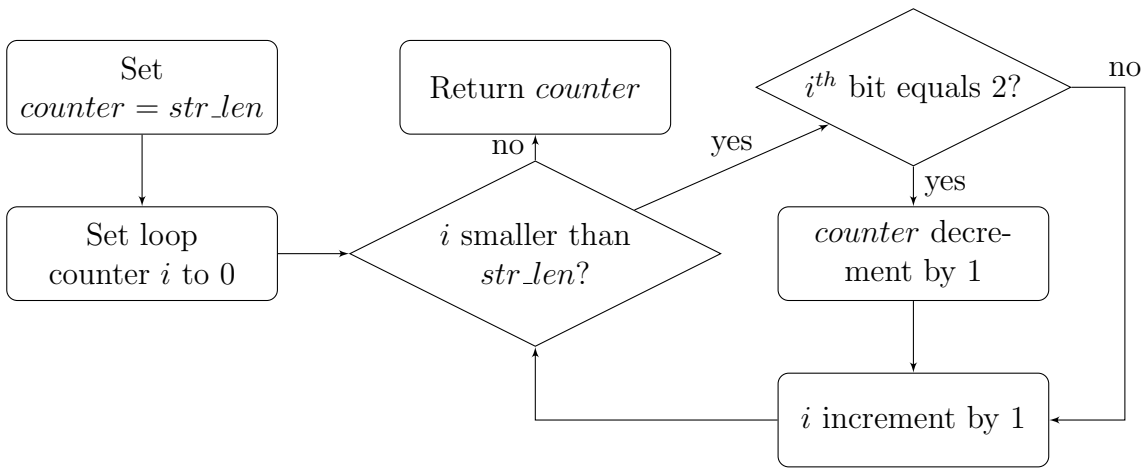 Set
counter = str_len
Set loop
counter i to 0
Return counter
no
i smaller than
str_len?
yes
i^th bit equals 2?
no
yes
counter decre-
ment by 1
i increment by 1